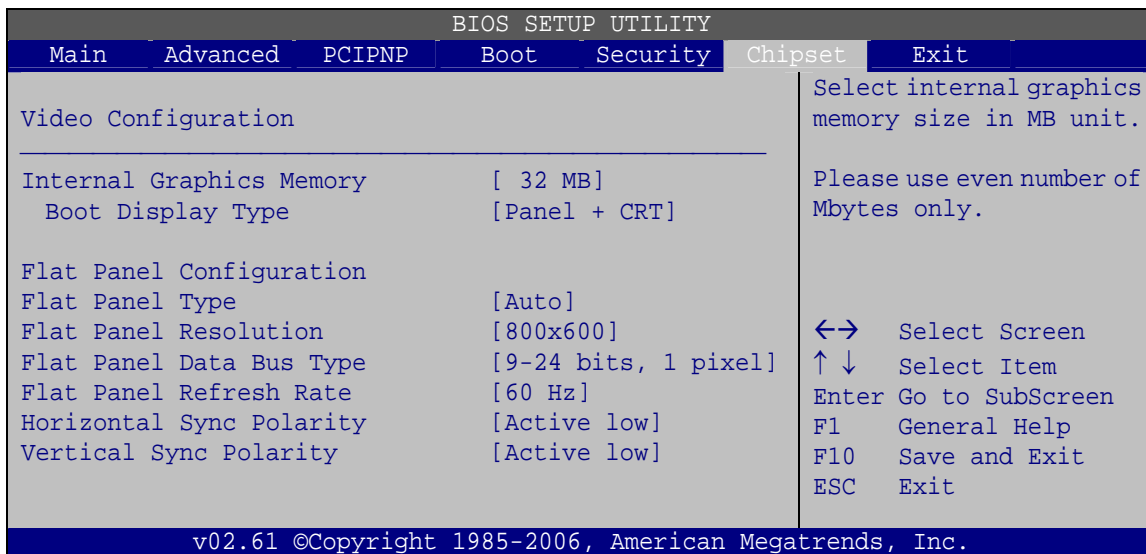 BIOS SETUP UTILITY
Main Advanced PCIPNP Boot Security Chipset Exit
Video Configuration
Internal Graphics Memory [ 32 MB]
Boot Display Type [Panel + CRT]
Flat Panel Configuration
Flat Panel Type [Auto]
Flat Panel Resolution [800x600]
Flat Panel Data Bus Type [9-24 bits, 1 pixel]
Flat Panel Refresh Rate [60 Hz]
Horizontal Sync Polarity [Active low]
Vertical Sync Polarity [Active low]
Select internal graphics
memory size in MB unit.
Please use even number of
Mbytes only.
←→ Select Screen
↑ ↓ Select Item
Enter Go to SubScreen
F1 General Help
F10 Save and Exit
ESC Exit
v02.61 ©Copyright 1985-2006, American Megatrends, Inc.